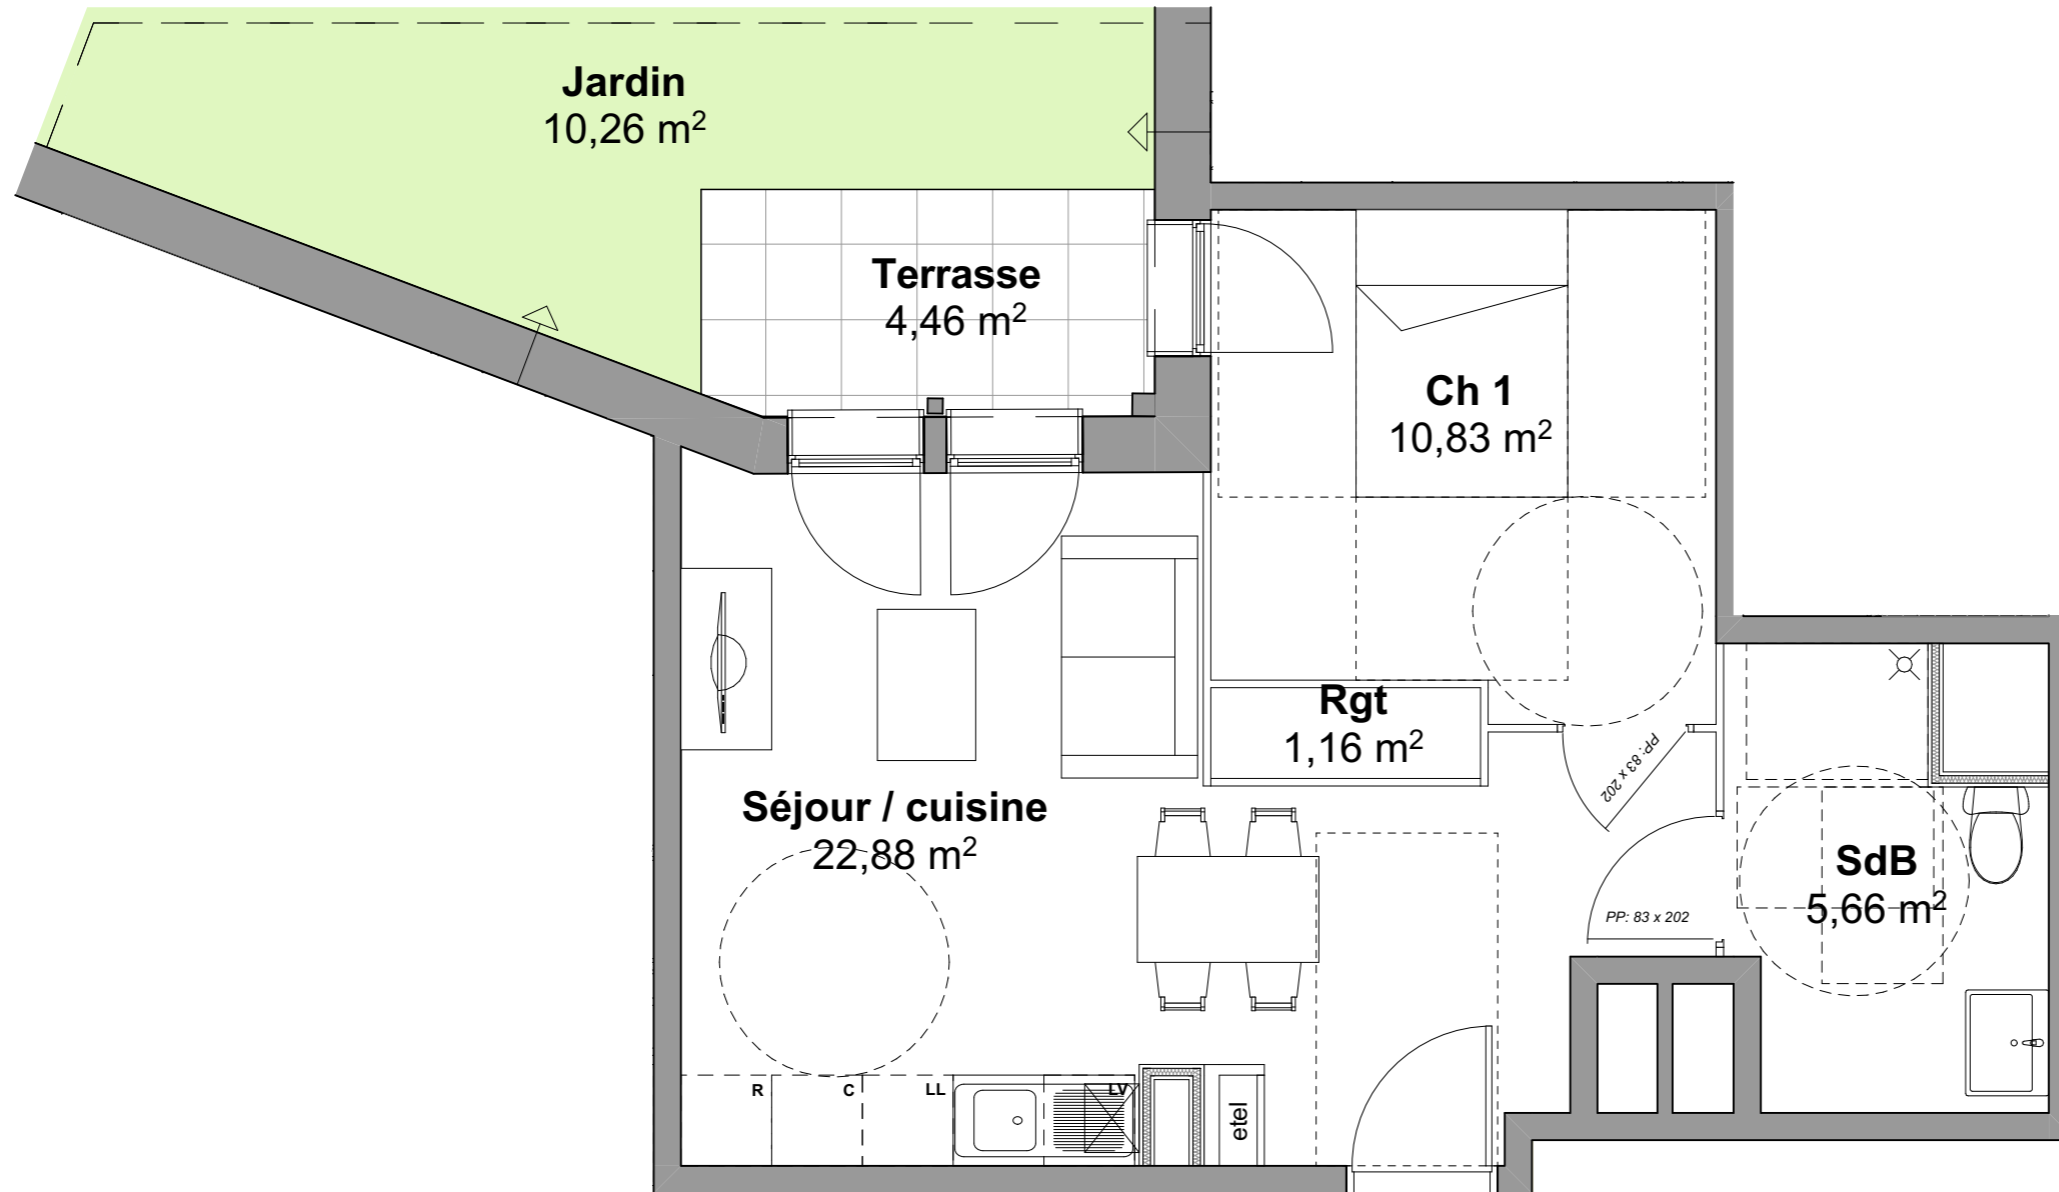 Jardin
10,26 m²
Terrasse
4,46 m²
Ch 1
10,83 m²
Rgt
1,16 m²
PP: 83 x 202
Séjour / cuisine
22,88 m²
SdB
5,66 m²
PP: 83 x 202
R
C
LL
LV
etel